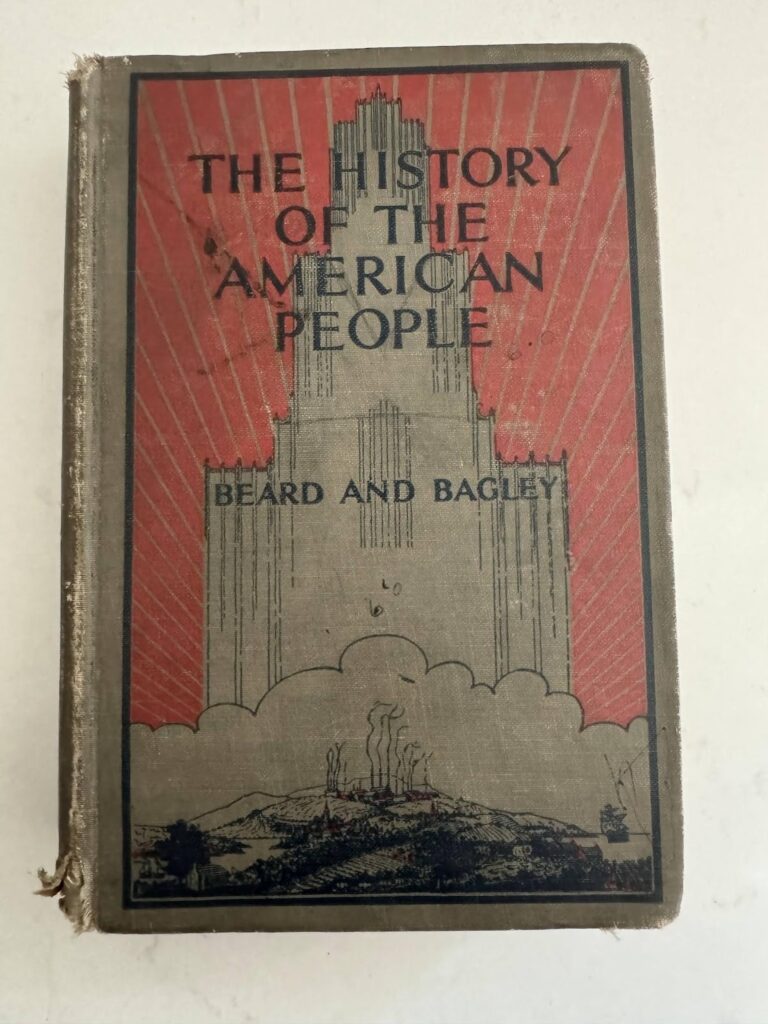 THE HISTORY
OF THE
AMERICAN
PEOPLE
BEARD AND BAGLEY